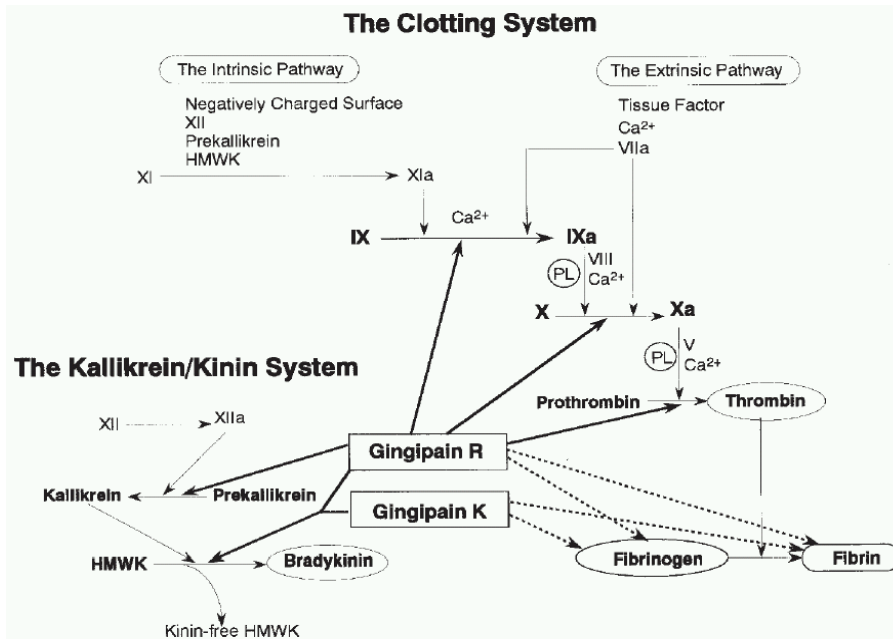 The Clotting System
The Intrinsic Pathway
The Extrinsic Pathway
Negatively Charged Surface
XII
Prekallikrein
HMWK
Tissue Factor
Ca2+
VIIa
XI
XIa
IX
Ca2+
IXa
PL
VIII
Ca2+
X
Xa
The Kallikrein/Kinin System
PL
V
Ca2+
Prothrombin
Thrombin
XII
XIIa
Gingipain R
Kallikrein
Prekallikrein
Gingipain K
HMWK
Bradykinin
Fibrinogen
Fibrin
Kinin-free HMWK